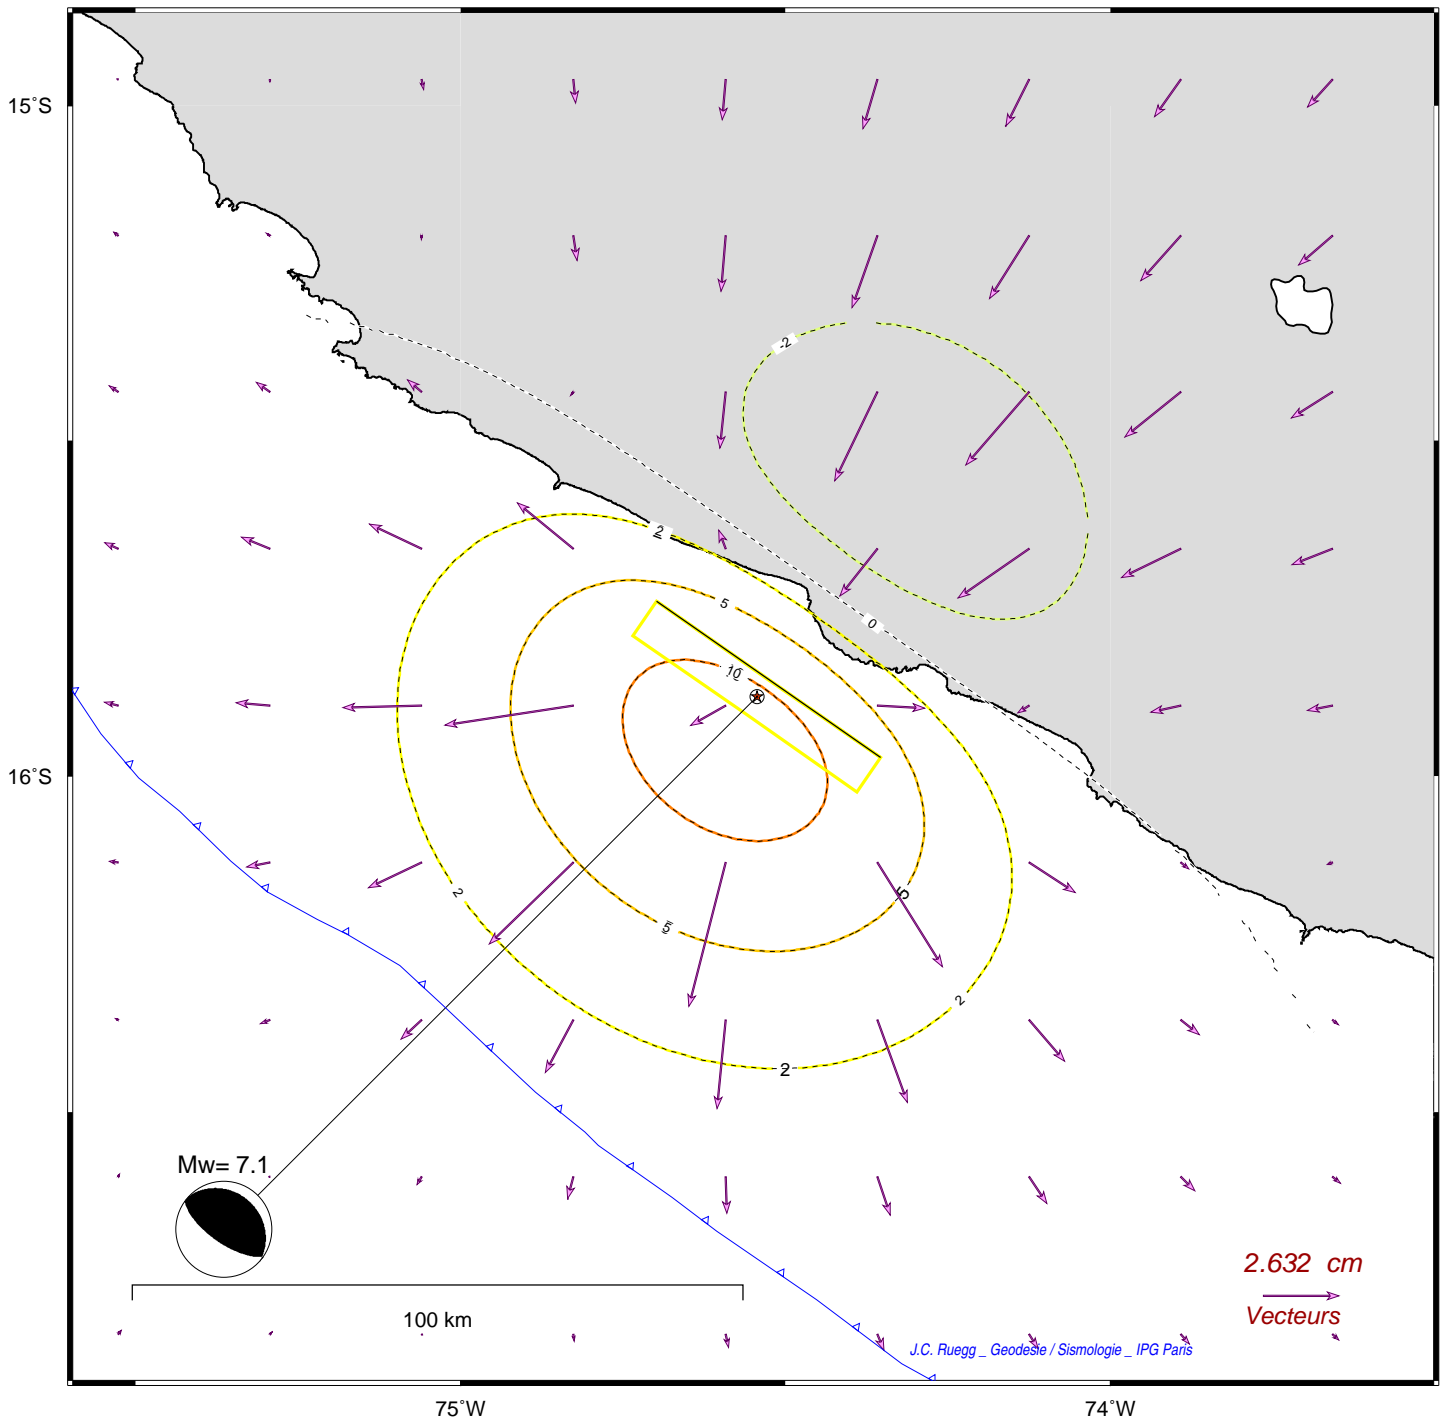 15°S
-2
2
5
0
10
16°S
2
5
5
2
2
Mw= 7.1
2.632 cm
Vecteurs
100 km
J.C. Ruegg _ Geodesie / Sismologie _ IPG Paris
75°W
74°W